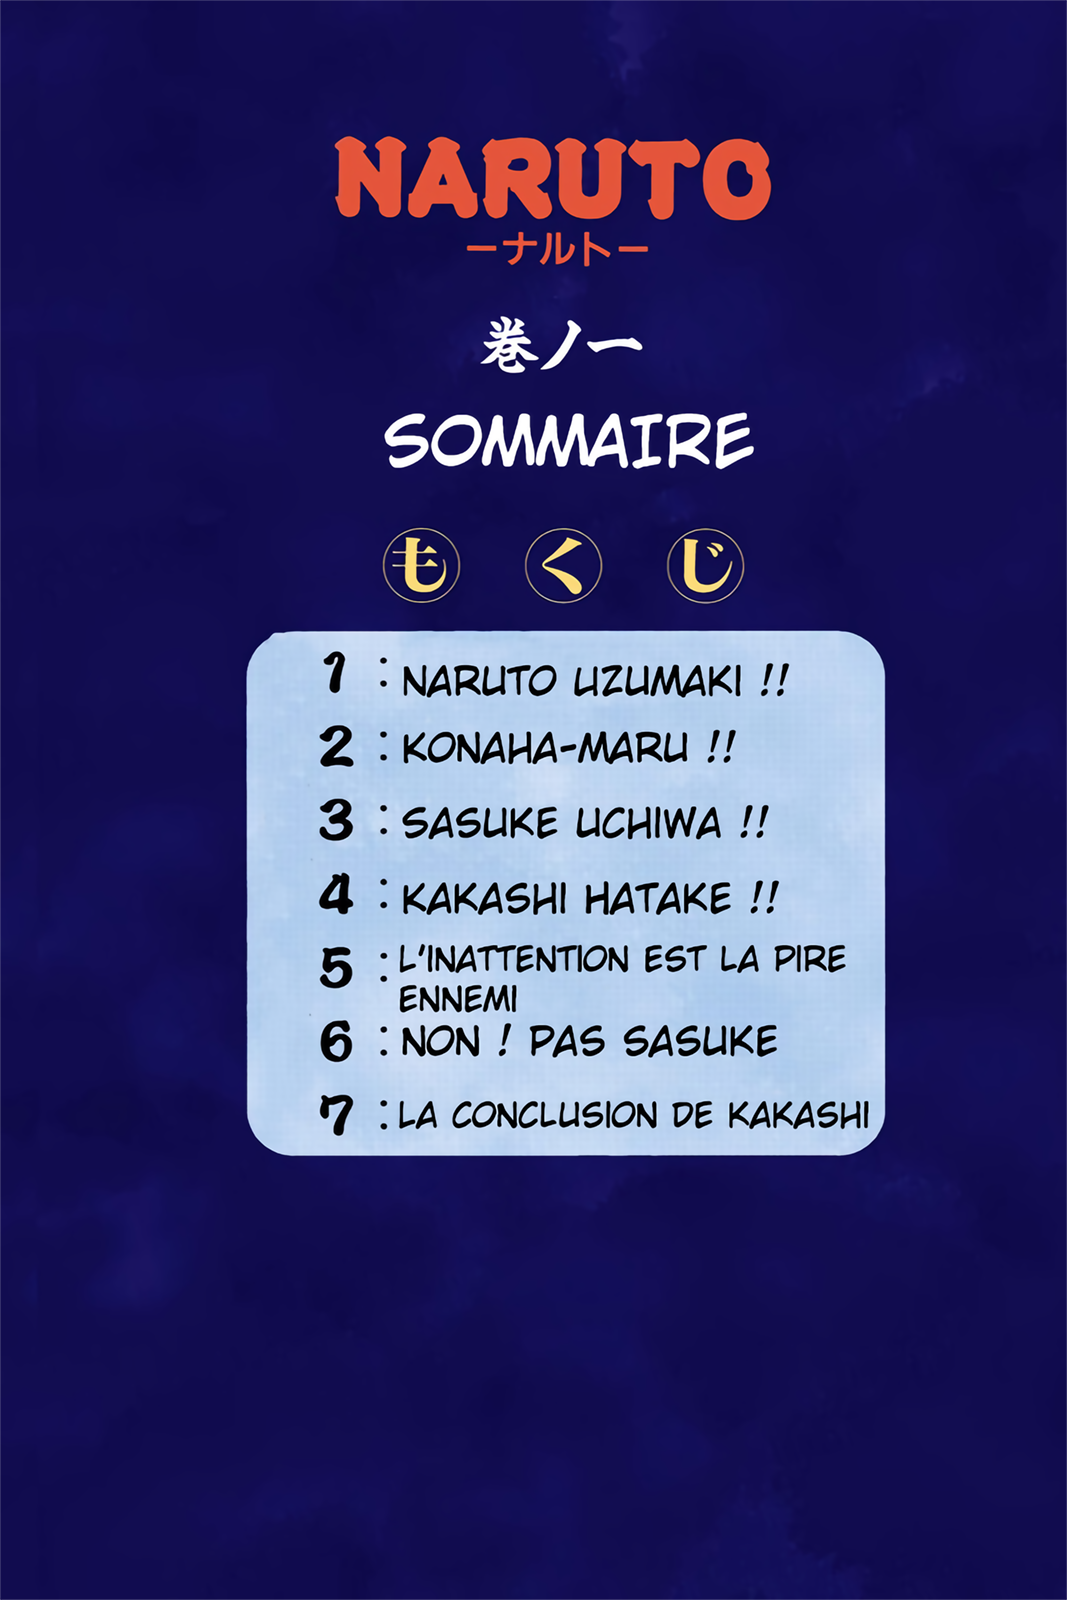 NARUTO
ーナルトー
巻ノ一
SOMMAIRE
もくじ
1 : NARUTO UZUMAKI !!
2 : KONAHA-MARU !!
3 : SASUKE UCHIWA !!
4 : KAKASHI HATAKE !!
5 : L'INATTENTION EST LA PIRE
ENNEMI
6 : NON ! PAS SASUKE
7 : LA CONCLUSION DE KAKASHI